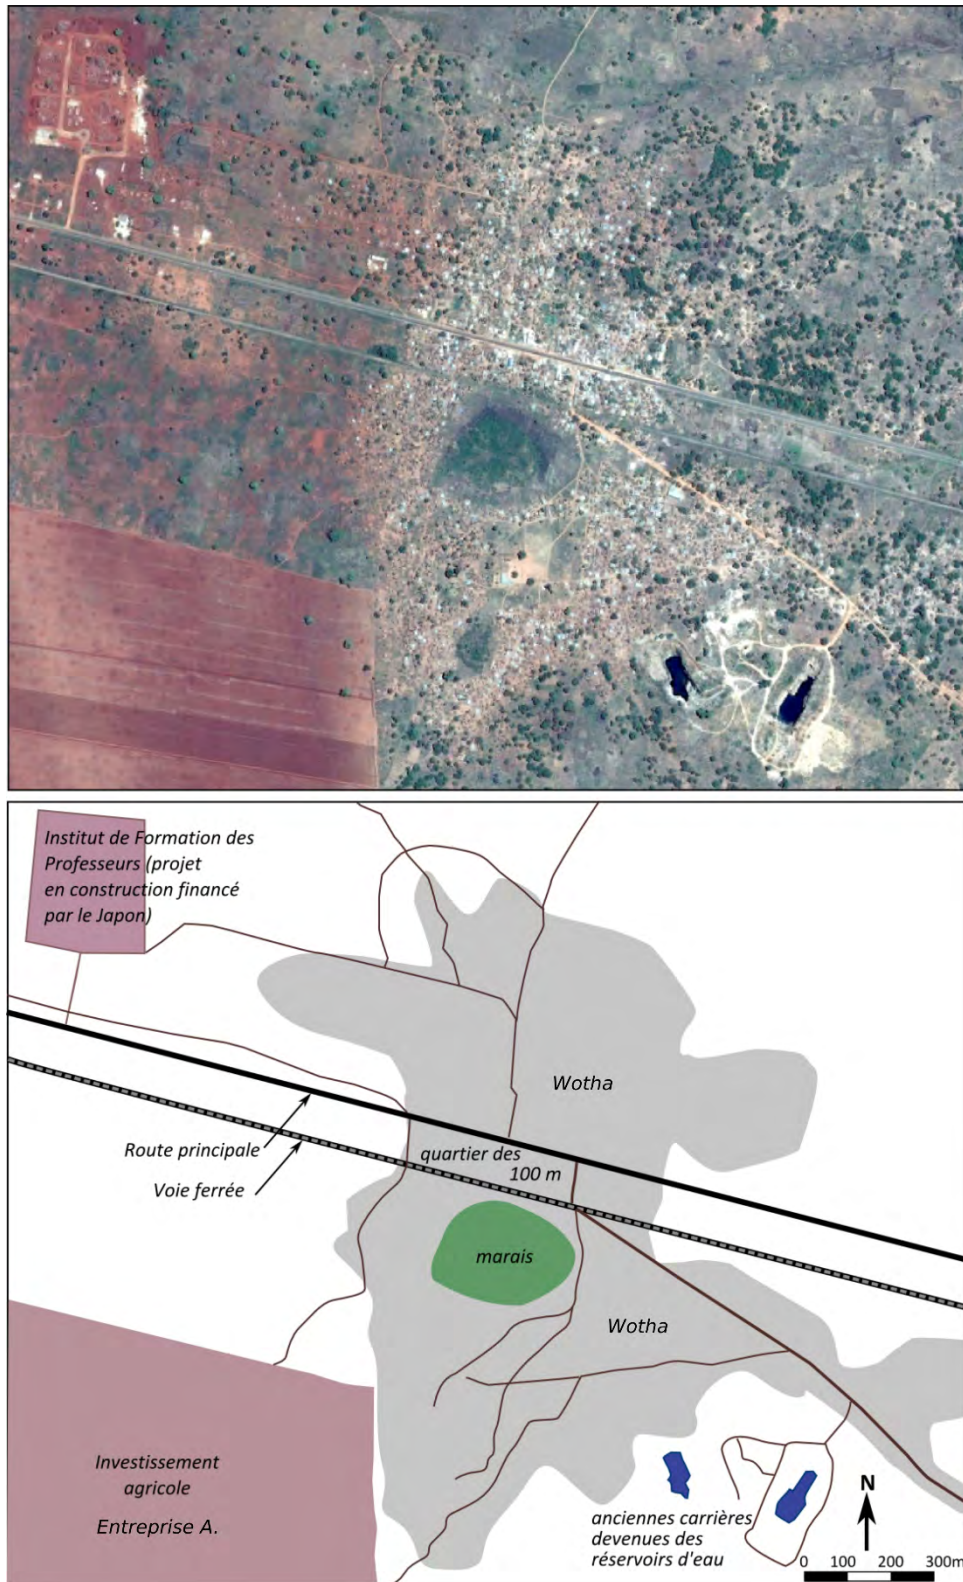 Institut de Formation des
Professeurs (projet
en construction financé
par le Japon)
Wotha
Route principale
quartier des
100 m
Voie ferrée
marais
Wotha
Investissement
agricole
Entreprise A.
anciennes carrières
devenues des
réservoirs d'eau
N
0 100 200 300m